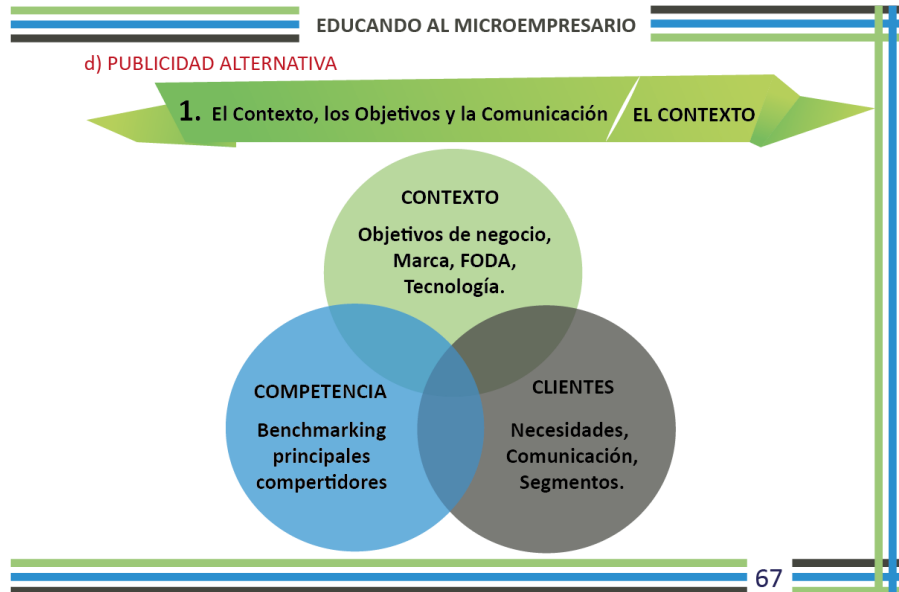 EDUCANDO AL MICROEMPRESARIO
d) PUBLICIDAD ALTERNATIVA
1. El Contexto, los Objetivos y la Comunicación / EL CONTEXTO
CONTEXTO
Objetivos de negocio,
Marca, FODA,
Tecnología.
COMPETENCIA
Benchmarking
principales
compertidores
CLIENTES
Necesidades,
Comunicación,
Segmentos.
67